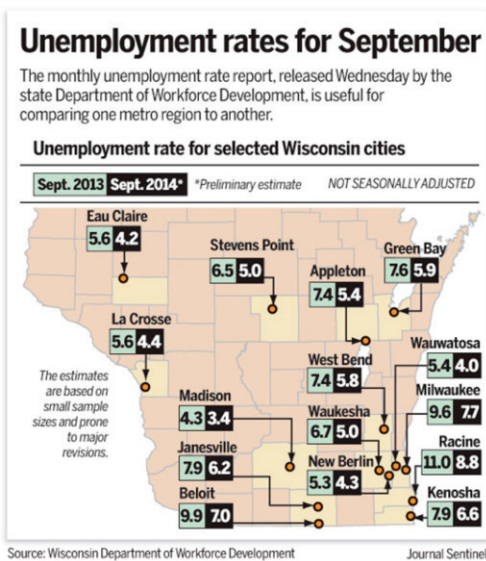 Unemployment rates for September
The monthly unemployment rate report, released Wednesday by the
state Department of Workforce Development, is useful for
comparing one metro region to another.
Unemployment rate for selected Wisconsin cities
Sept. 2013 Sept. 2014* *Preliminary estimate NOT SEASONALLY ADJUSTED
Eau Claire
5.6 4.2
Stevens Point
6.5 5.0
Green Bay
7.6 5.9
Appleton
7.4 5.4
La Crosse
5.6 4.4
Wauwatosa
5.4 4.0
West Bend
7.4 5.8
The estimates
are based on
small sample
sizes and prone
to major
revisions.
Madison
4.3 3.4
Milwaukee
9.6 7.7
Waukesha
6.7 5.0
Janesville
7.9 6.2
New Berlin
5.3 4.3
Racine
11.0 8.8
Beloit
9.9 7.0
Kenosha
7.9 6.6
Source: Wisconsin Department of Workforce Development
Journal Sentinel